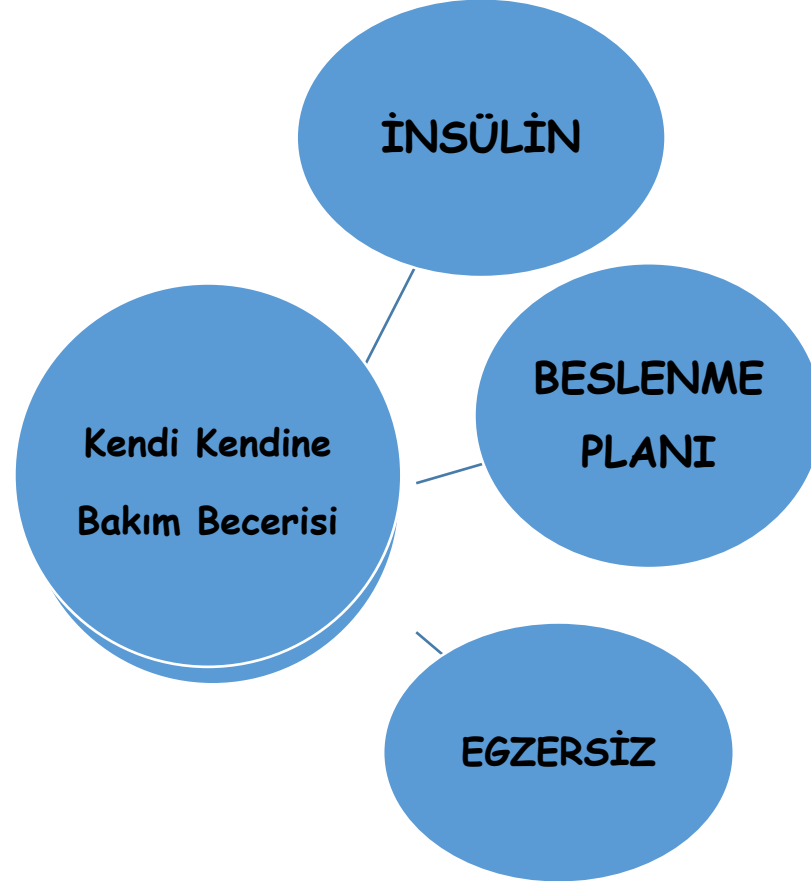 İNSÜLİN
BESLENME
PLANI
Kendi Kendine
Bakım Becerisi
EGZERSİZ